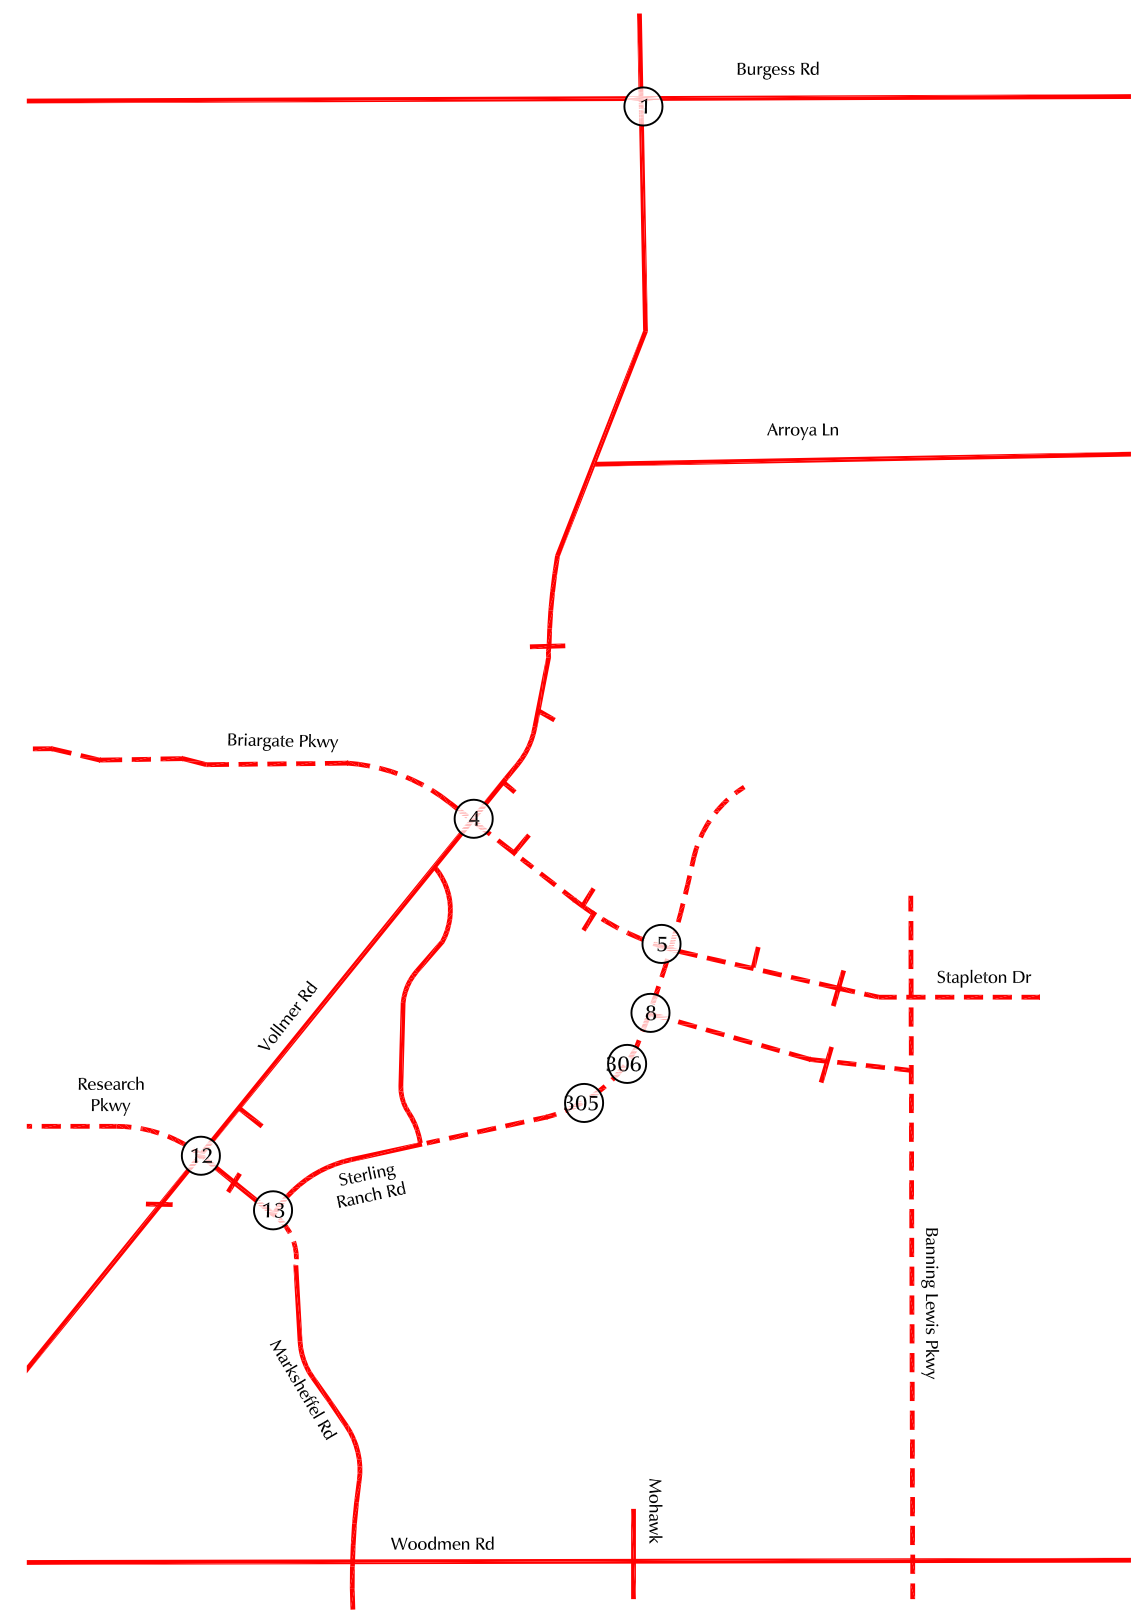 Burgess Rd
1
Arroya Ln
Briargate Pkwy
4
5
Stapleton Dr
Vollmer Rd
8
306
305
Research
Pkwy
12
Sterling
Ranch Rd
13
Banning Lewis Pkwy
Marksheffel Rd
Mohawk
Woodmen Rd